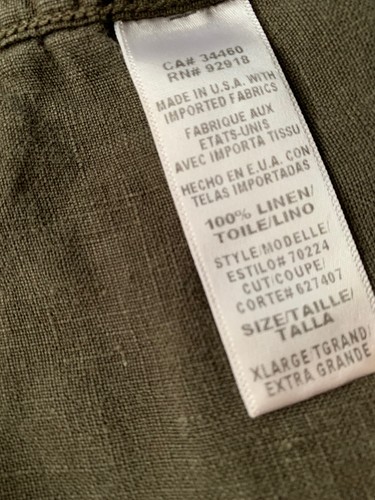 CA# 34460
RN# 92918
MADE IN U.S.A. WITH
IMPORTED FABRICS
FABRIQUE AUX
ETATS-UNIS
AVEC IMPORTA TISSU
HECHO EN E.U.A. CON
TELAS IMPORTADAS
100% LINEN/
TOILE/LINO
STYLE/MODELLE/
ESTILO# 70224
CUT/COUPE/
CORTE# 627407
SIZE/TAILLE/
TALLA
XLARGE/TGRAND/
EXTRA GRANDE